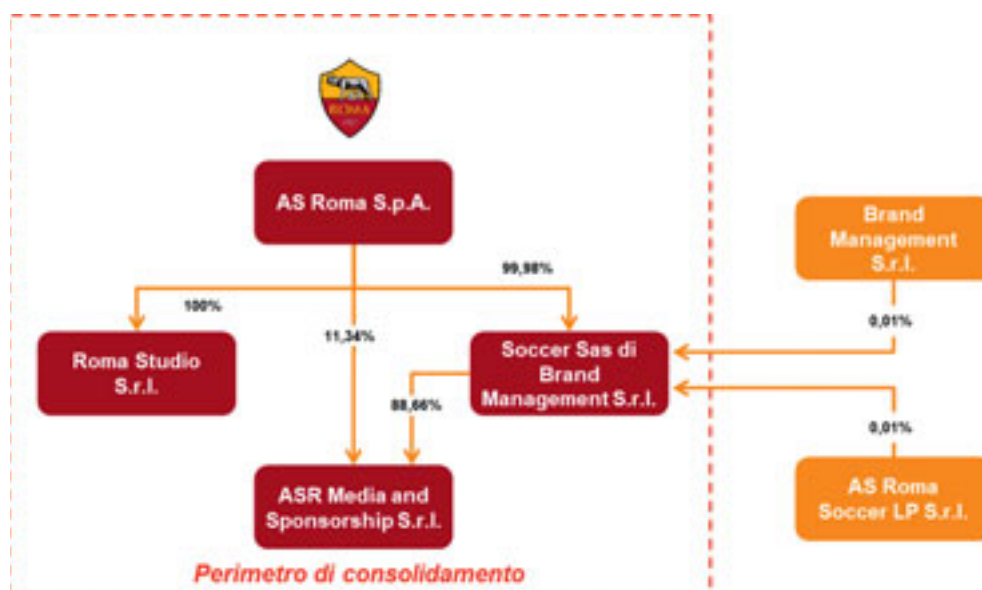 ROMA
AS Roma S.p.A.
Brand
Management
S.r.l.
99,98%
100%
11,34%
0,01%
Roma Studio
S.r.l.
Soccer Sas di
Brand
Management S.r.l.
88,66%
0,01%
ASR Media and
Sponsorship S.r.l.
AS Roma
Soccer LP S.r.l.
Perimetro di consolidamento